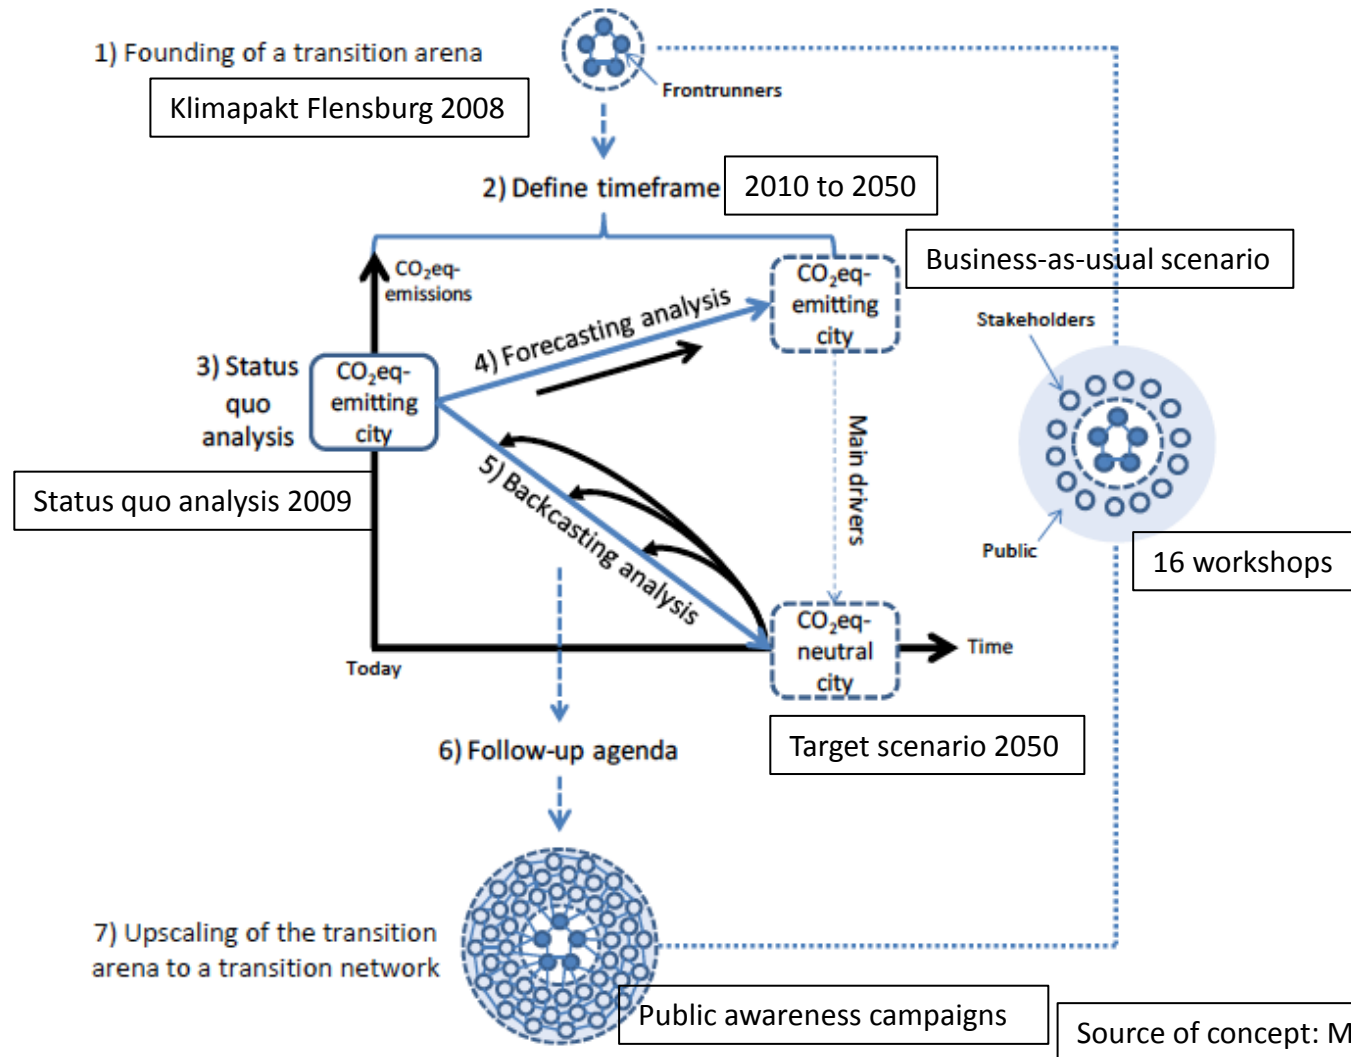 1) Founding of a transition arena
Frontrunners
Klimapakt Flensburg 2008
2) Define timeframe
2010 to 2050
Business-as-usual scenario
CO₂eq-
emissions
CO₂eq-
emitting
city
4) Forecasting analysis
Stakeholders
3) Status
quo
analysis
CO₂eq-
emitting
city
Main drivers
5) Backcasting analysis
Status quo analysis 2009
Public
16 workshops
CO₂eq-
neutral
city
Time
Today
Target scenario 2050
6) Follow-up agenda
7) Upscaling of the transition
arena to a transition network
Public awareness campaigns
Source of concept: M